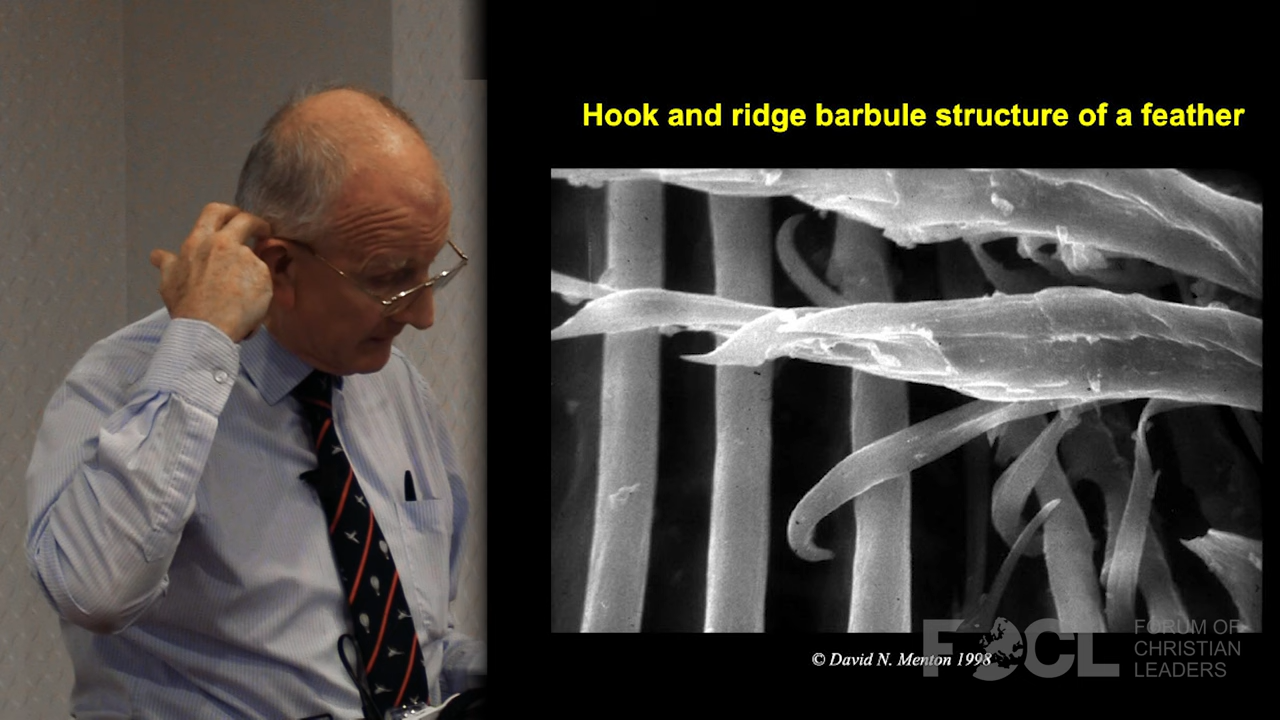 Hook and ridge barbule structure of a feather
© David N. Menton 1998
FOCL
FORUM OF
CHRISTIAN
LEADERS